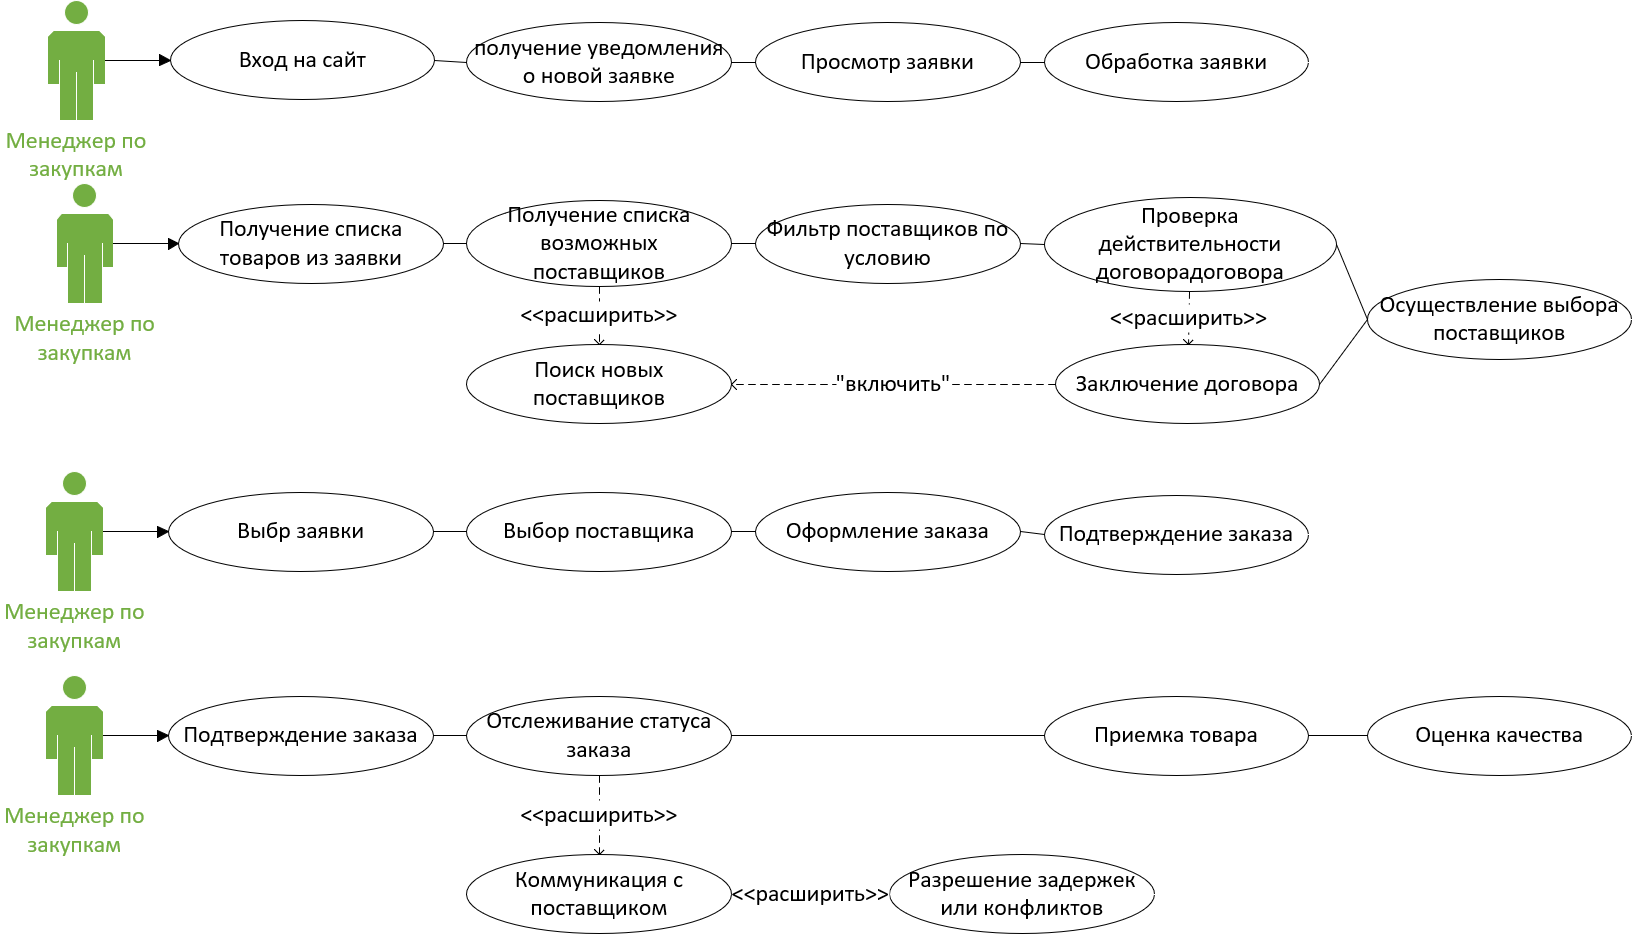 Менеджер по
закупкам
Вход на сайт
получение уведомления
о новой заявке
Просмотр заявки
Обработка заявки
Менеджер по
закупкам
Получение списка
товаров из заявки
Получение списка
возможных
поставщиков
Фильтр поставщиков по
условию
Проверка
действительности
договорадоговора
Осуществление выбора
поставщиков
<<расширить>>
<<расширить>>
Поиск новых
поставщиков
"включить"
Заключение договора
Менеджер по
закупкам
Выбр заявки
Выбор поставщика
Оформление заказа
Подтверждение заказа
Менеджер по
закупкам
Подтверждение заказа
Отслеживание статуса
заказа
Приемка товара
Оценка качества
<<расширить>>
Коммуникация с
поставщиком
<<расширить>>
Разрешение задержек
или конфликтов